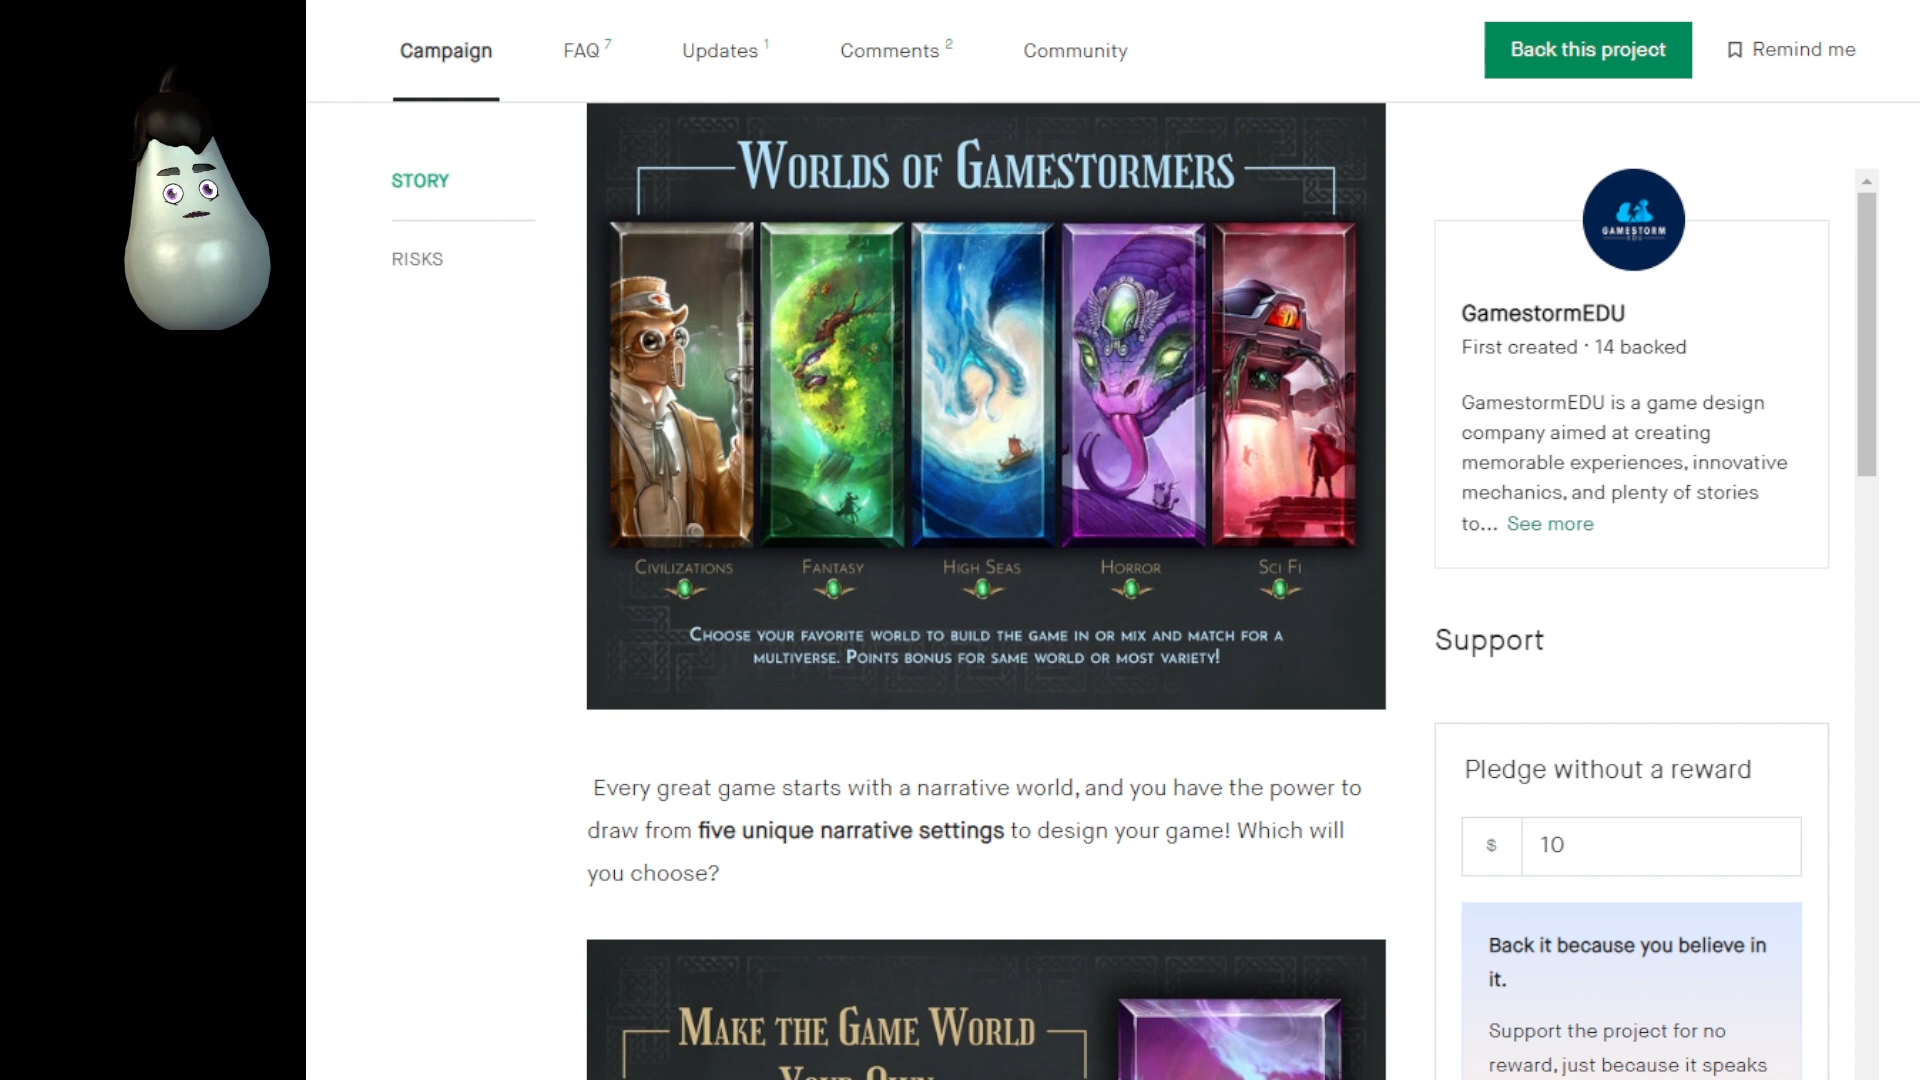 Campaign
FAQ 7
Updates 1
Comments 2
Community
Back this project
Remind me
STORY
RISKS
WORLDS OF GAMESTORMERS
CIVILIZATIONS
FANTASY
HIGH SEAS
HORROR
SCI FI
CHOOSE YOUR FAVORITE WORLD TO BUILD THE GAME IN OR MIX AND MATCH FOR A
MULTIVERSE. POINTS BONUS FOR SAME WORLD OR MOST VARIETY!
Every great game starts with a narrative world, and you have the power to
draw from five unique narrative settings to design your game! Which will
you choose?
MAKE THE GAME WORLD
YOUR OWN
GAMESTORM
EDU
GamestormEDU
First created · 14 backed
GamestormEDU is a game design
company aimed at creating
memorable experiences, innovative
mechanics, and plenty of stories
to... See more
Support
Pledge without a reward
$ 10
Back it because you believe in
it.
Support the project for no
reward, just because it speaks